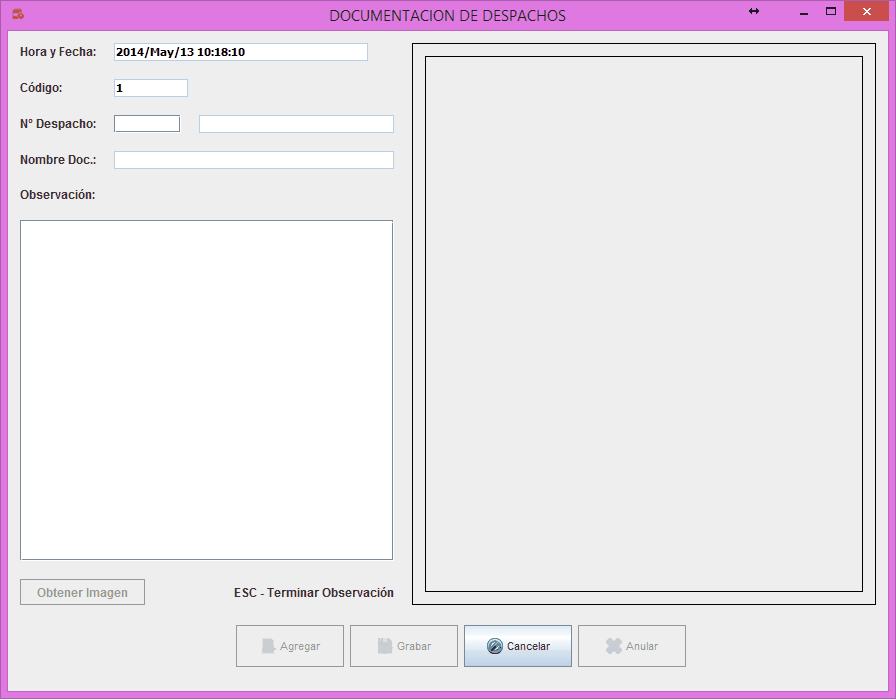 DOCUMENTACION DE DESPACHOS
Hora y Fecha: 2014/May/13 10:18:10
Código: 1
Nº Despacho:
Nombre Doc.:
Observación:
Obtener Imagen
ESC - Terminar Observación
Agregar
Grabar
Cancelar
Anular